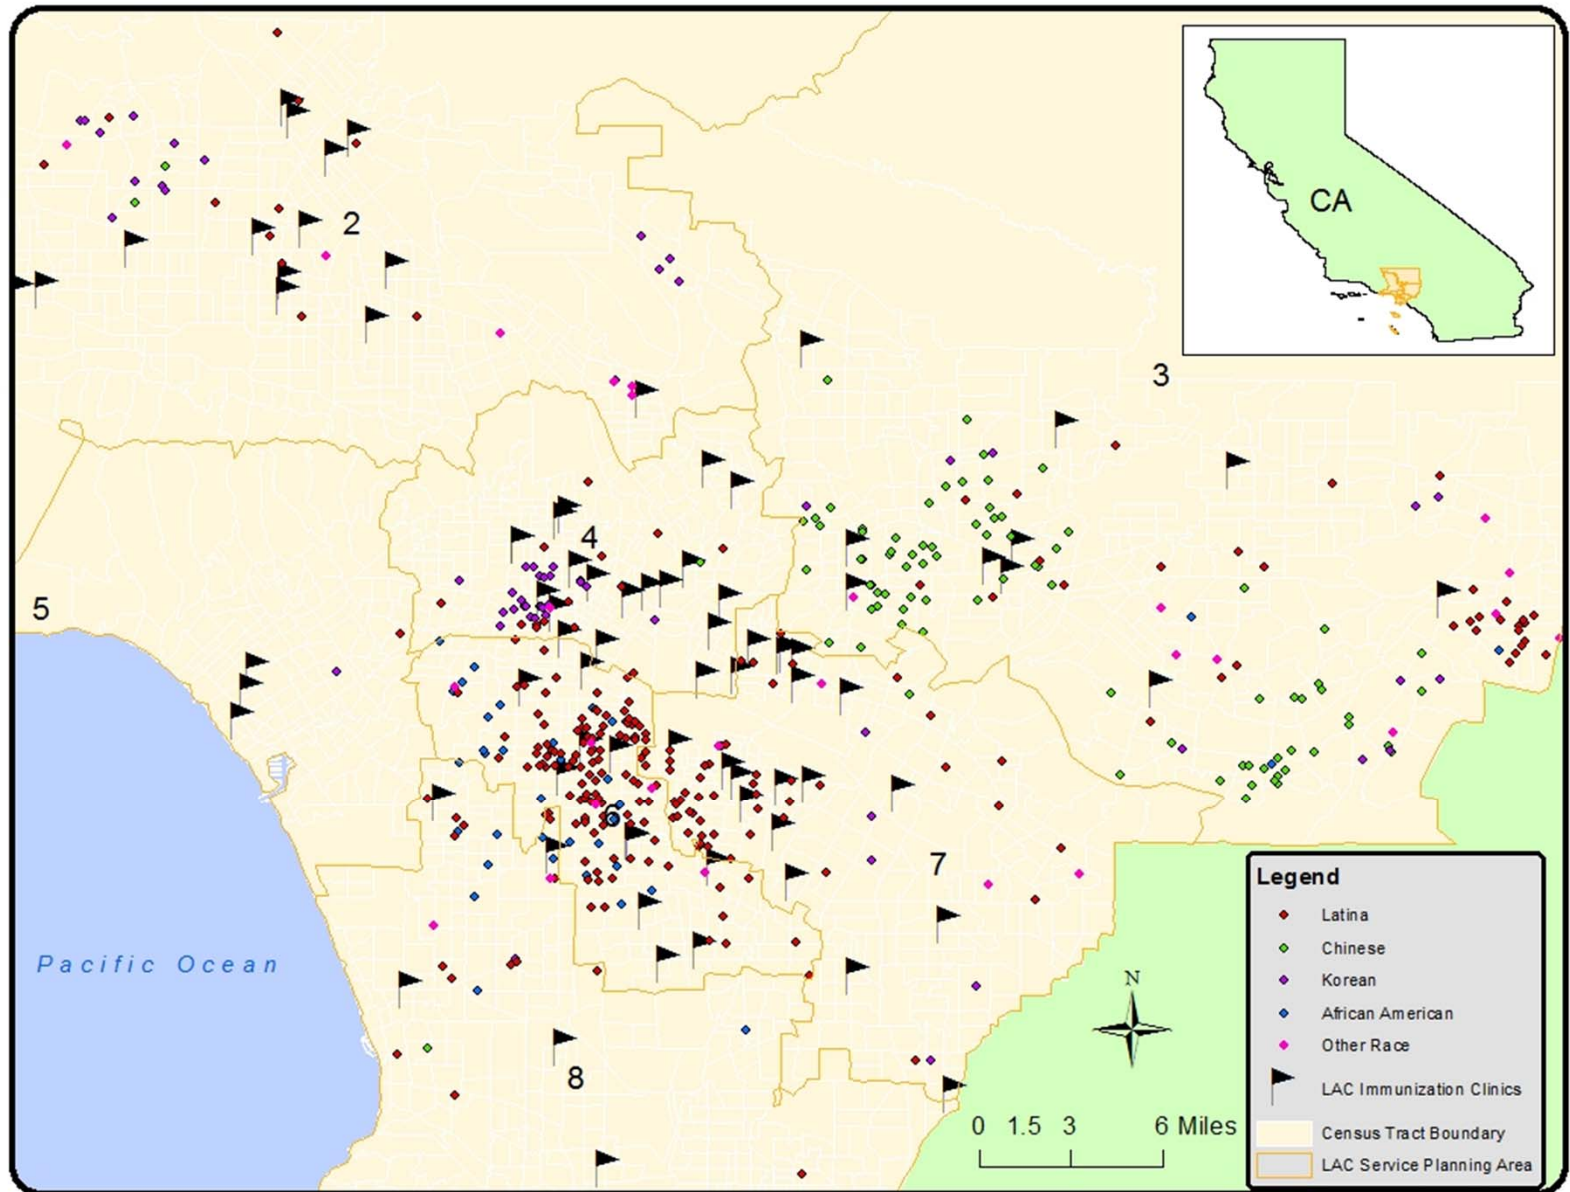 CA
2
3
4
5
6
7
8
Pacific Ocean
N
0 1.5 3 6 Miles
Legend
Latina
Chinese
Korean
African American
Other Race
LAC Immunization Clinics
Census Tract Boundary
LAC Service Planning Area